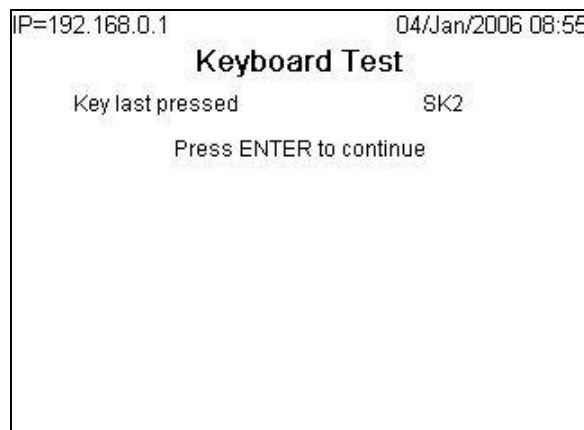 IP=192.168.0.1 04/Jan/2006 08:55
Keyboard Test
Key last pressed SK2
Press ENTER to continue